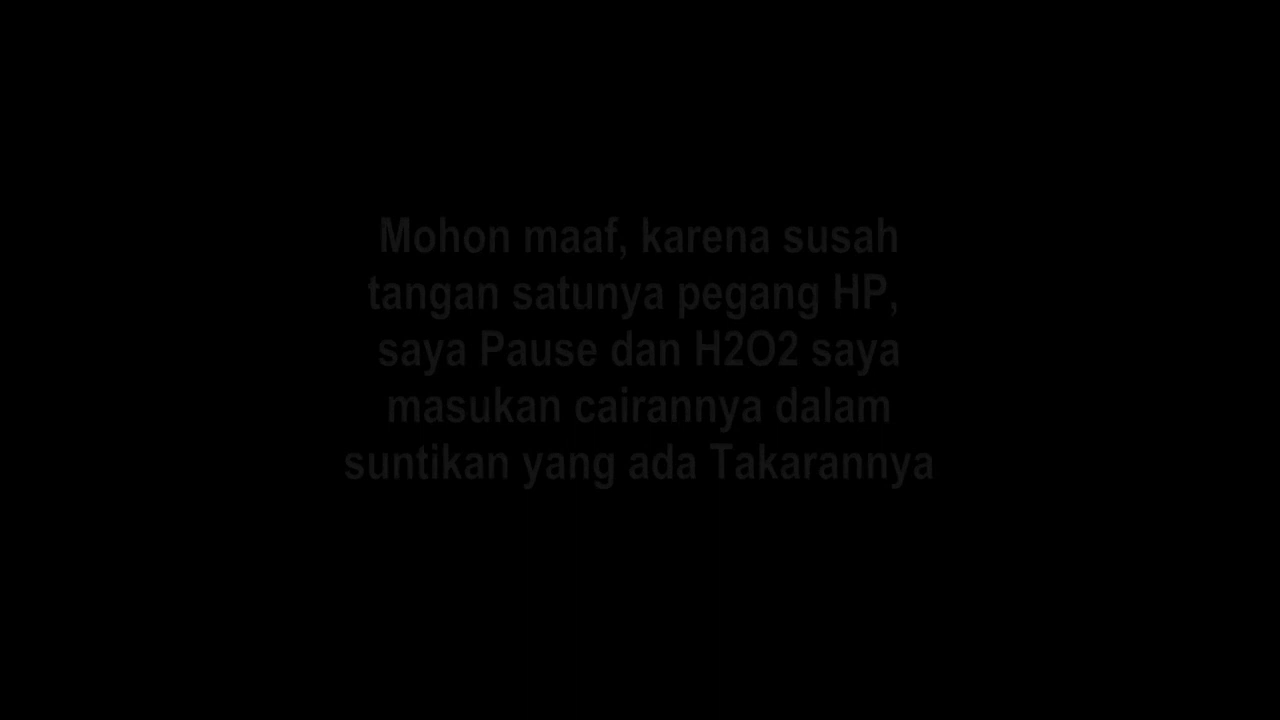 Mohon maaf, karena susah
tangan satunya pegang HP,
saya Pause dan H2O2 saya
masukan cairannya dalam
suntikan yang ada Takarannya